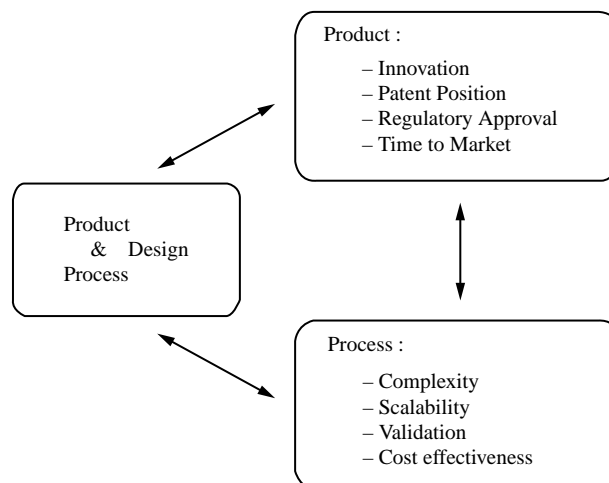 Product :
– Innovation
– Patent Position
– Regulatory Approval
– Time to Market
Product
& Design
Process
Process :
– Complexity
– Scalability
– Validation
– Cost effectiveness